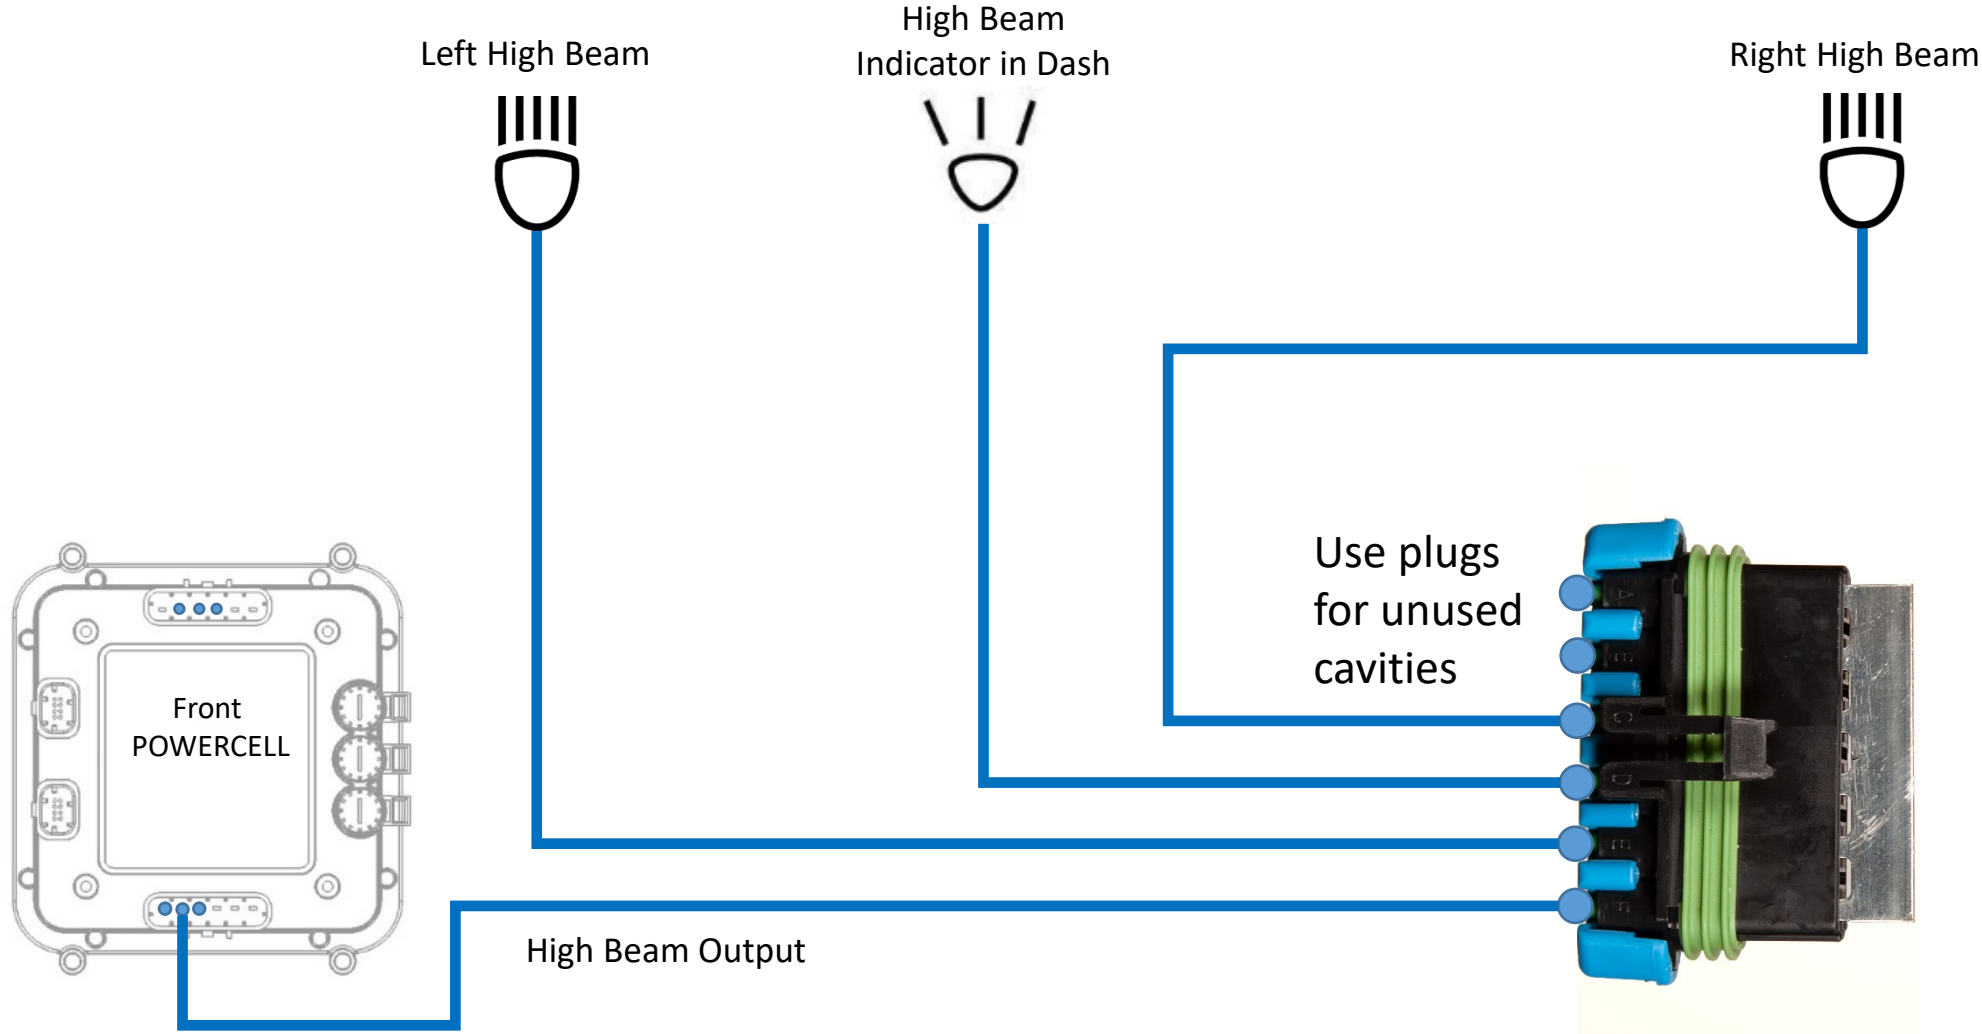 Left High Beam
High Beam
Indicator in Dash
Right High Beam
Use plugs
for unused
cavities
Front
POWERCELL
High Beam Output
C
D
E
F